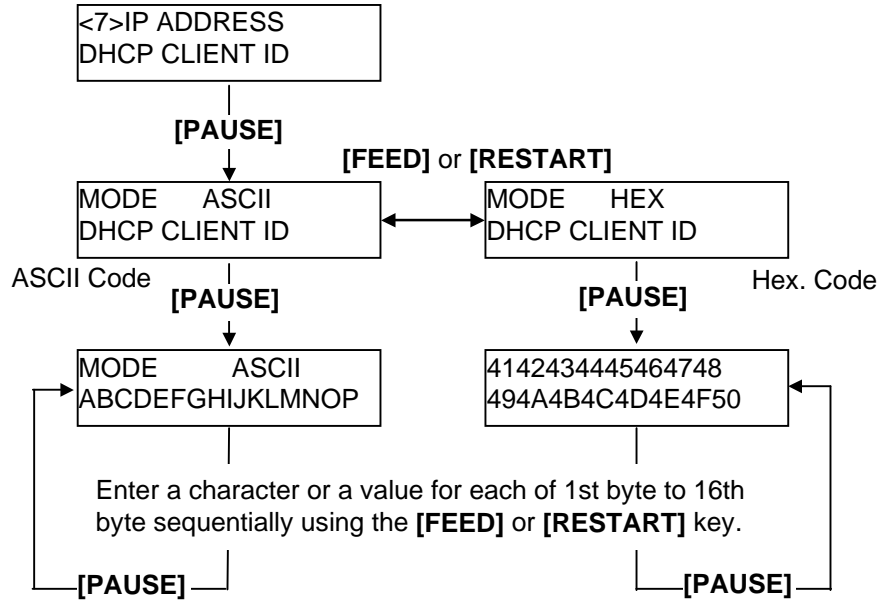 <7>IP ADDRESS
DHCP CLIENT ID
[PAUSE]
[FEED] or [RESTART]
MODE ASCII
DHCP CLIENT ID
MODE HEX
DHCP CLIENT ID
ASCII Code
[PAUSE]
[PAUSE]
Hex. Code
MODE ASCII
ABCDEFGHIJKLMNOP
4142434445464748
494A4B4C4D4E4F50
Enter a character or a value for each of 1st byte to 16th
byte sequentially using the [FEED] or [RESTART] key.
[PAUSE]
[PAUSE]